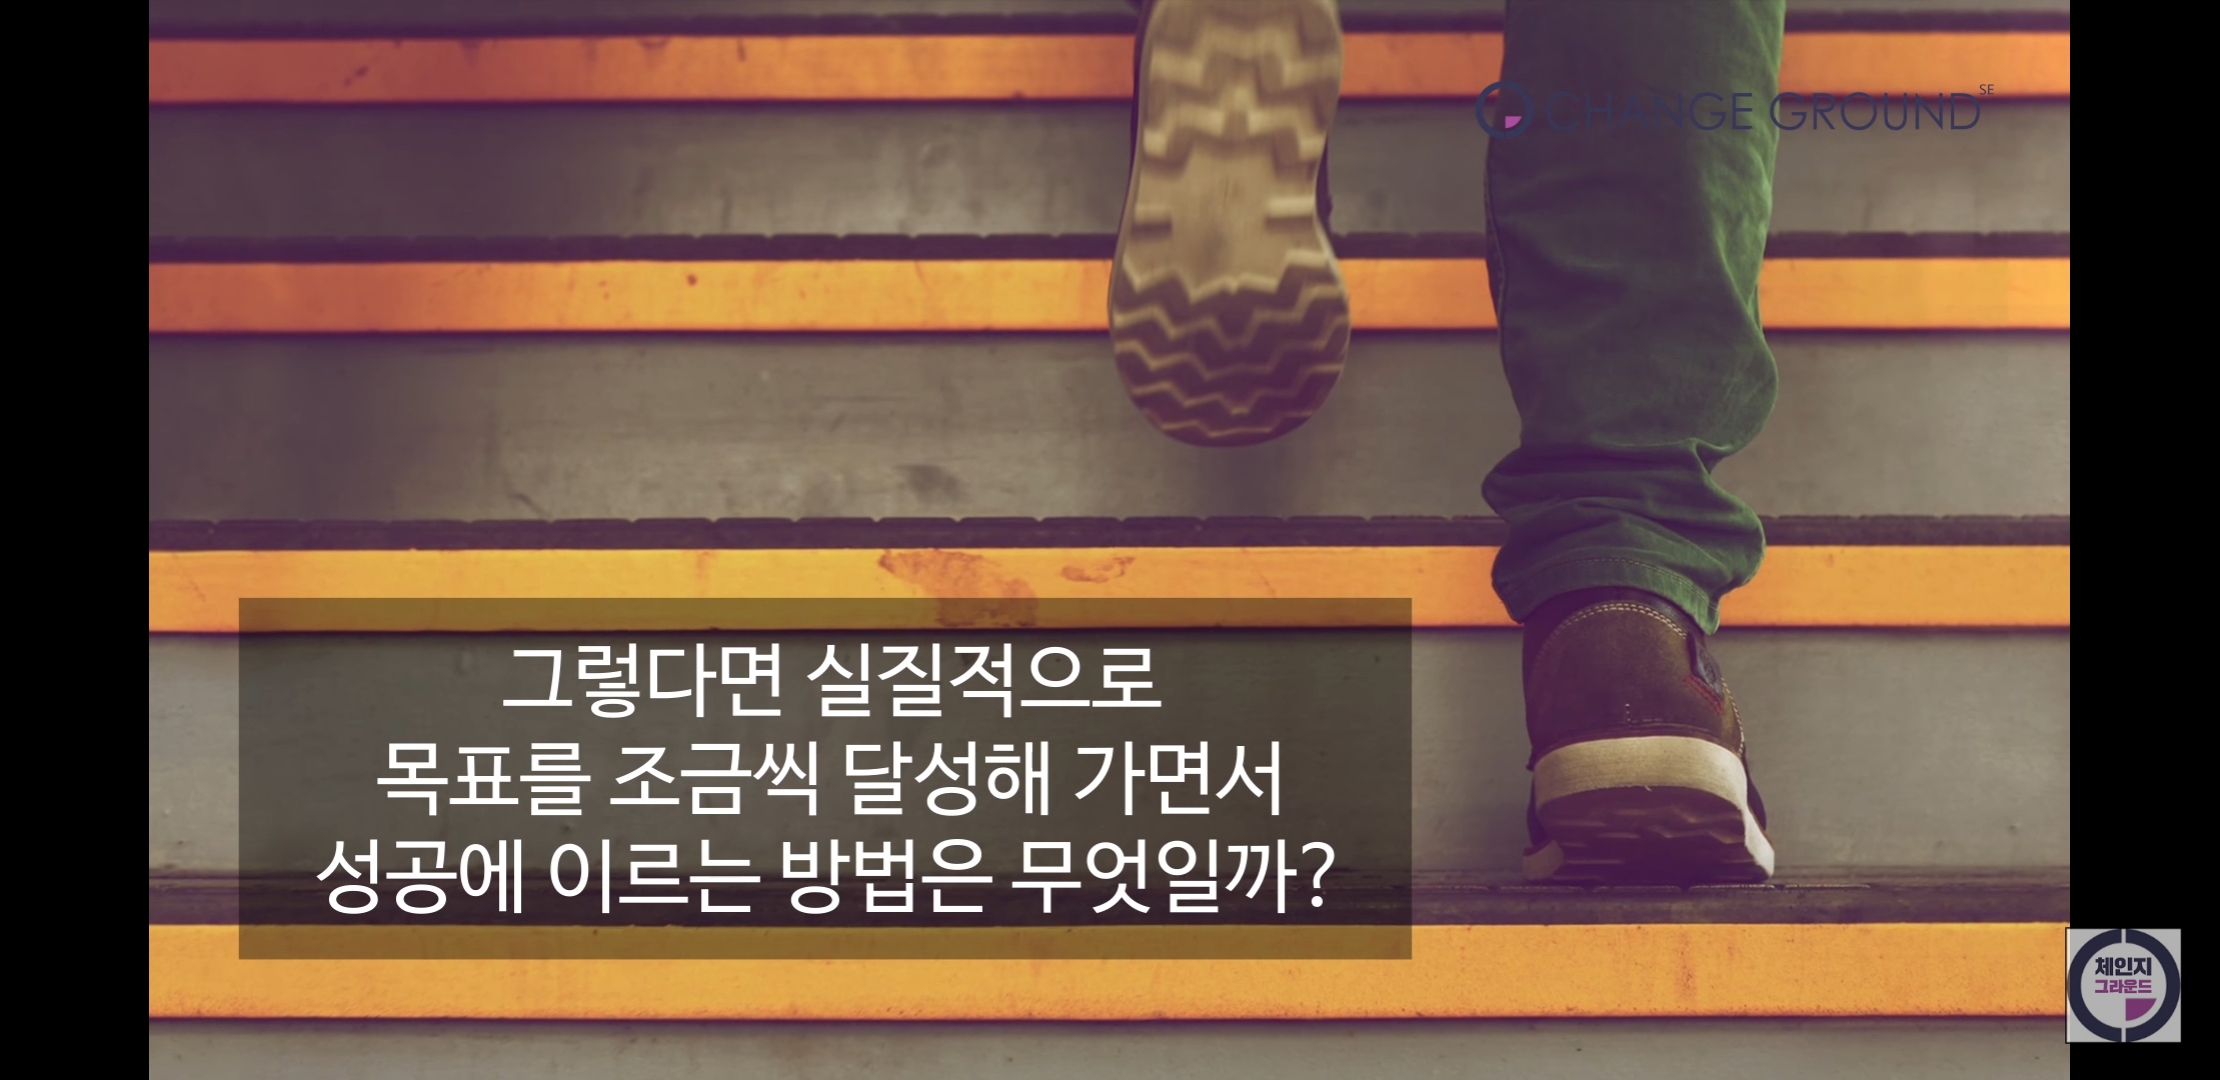 CHANGE GROUND SE
그렇다면 실질적으로
목표를 조금씩 달성해 가면서
성공에 이르는 방법은 무엇일까?
체인지
그라운드